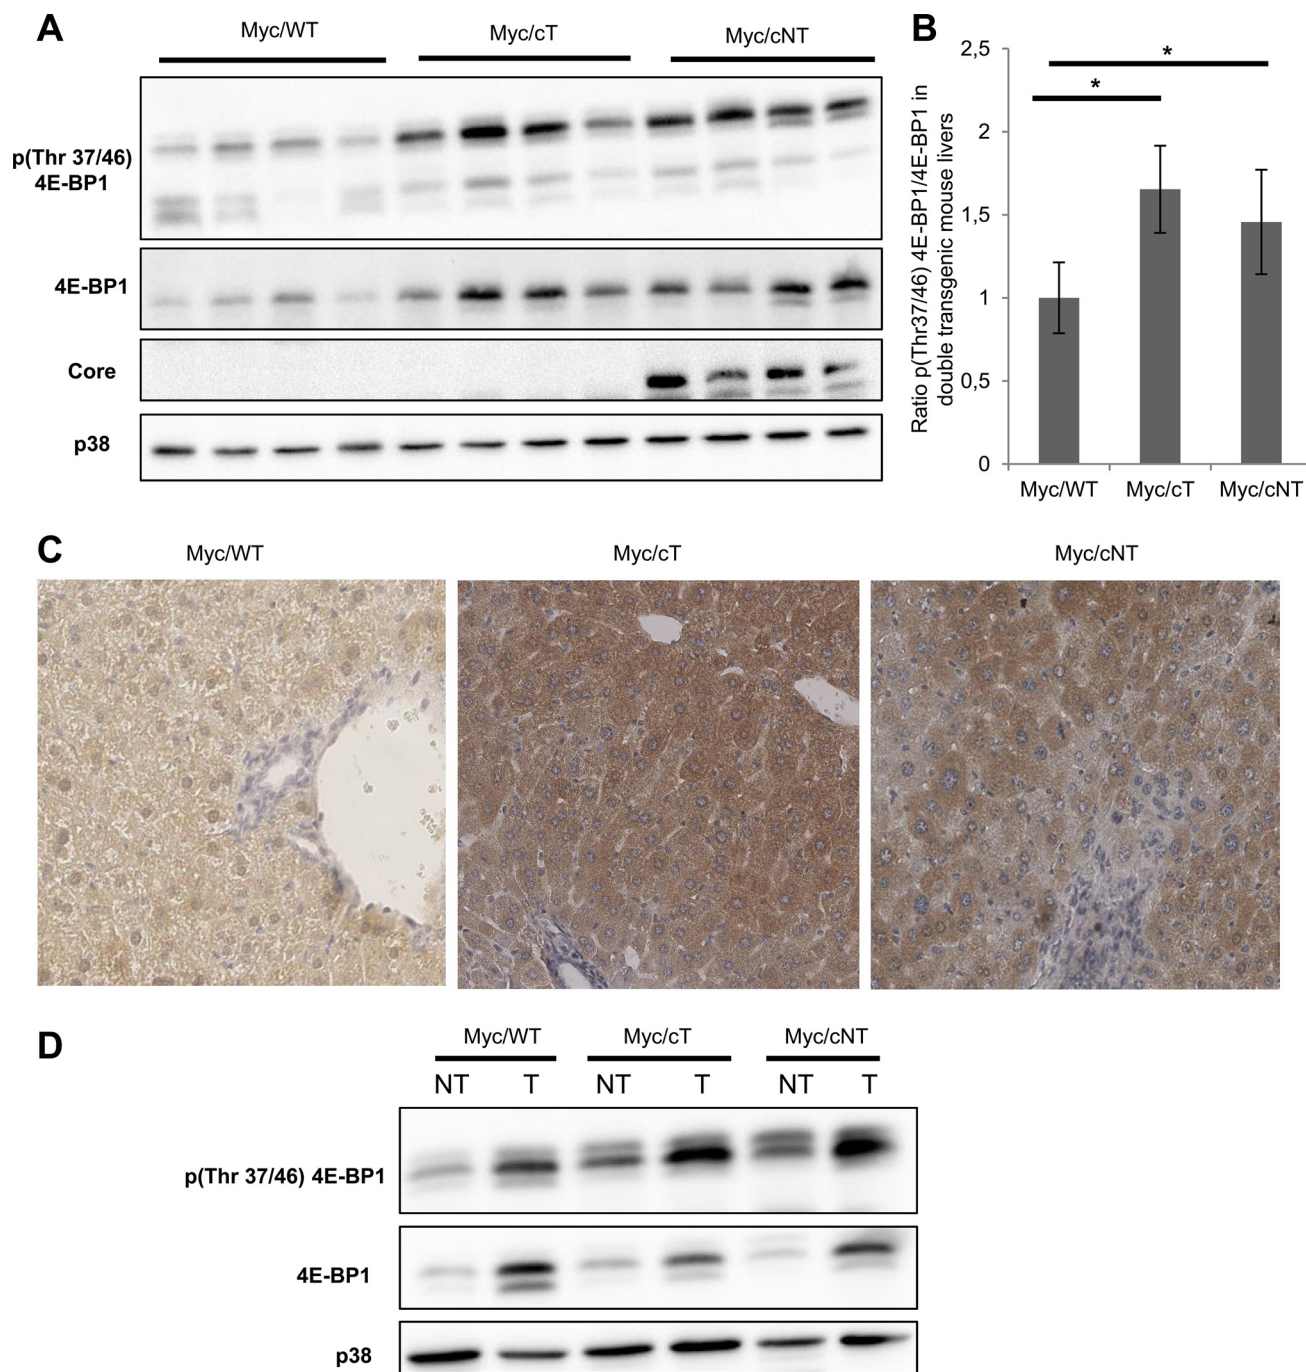 A
Myc/WT
Myc/cT
Myc/cNT
p(Thr 37/46)
4E-BP1
4E-BP1
Core
p38
B
Ratio p(Thr37/46) 4E-BP1/4E-BP1 in
double transgenic mouse livers
2,5
2
1,5
1
0,5
0
*
*
Myc/WT
Myc/cT
Myc/cNT
C
Myc/WT
Myc/cT
Myc/cNT
D
Myc/WT
Myc/cT
Myc/cNT
NT
T
NT
T
NT
T
p(Thr 37/46) 4E-BP1
4E-BP1
p38